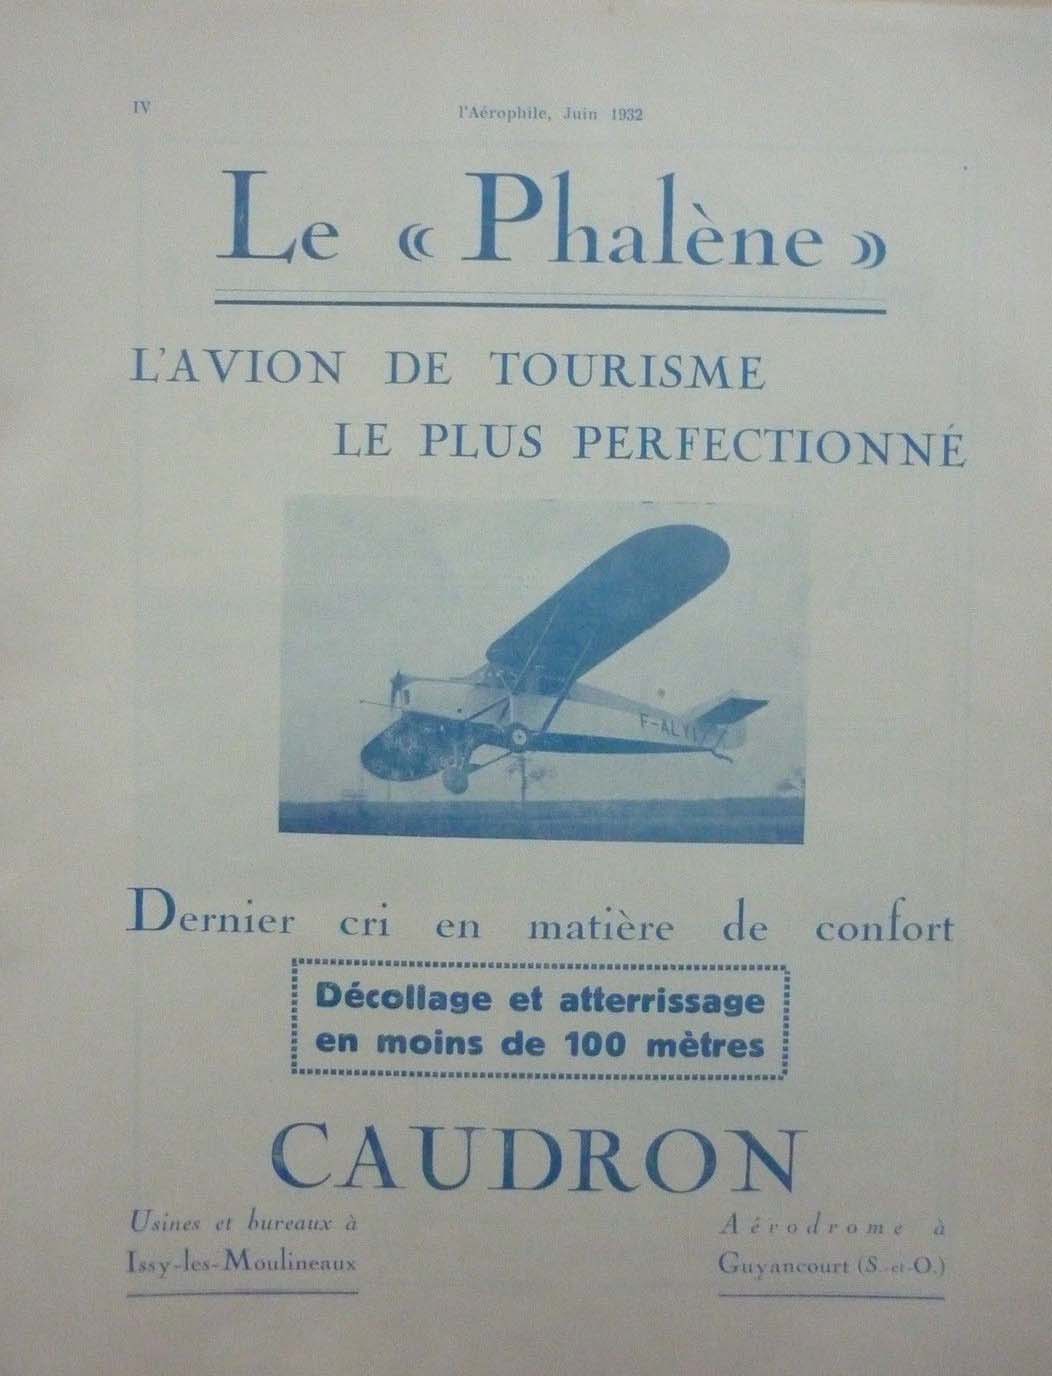 IV
l'Aérophile, Juin 1932
Le « Phalène »
L'AVION DE TOURISME
LE PLUS PERFECTIONNÉ
Dernier cri en matière de confort
Décollage et atterrissage
en moins de 100 mètres
CAUDRON
Usines et bureaux à
Issy-les-Moulineaux
Aérodrome à
Guyancourt (S.-et-O.)